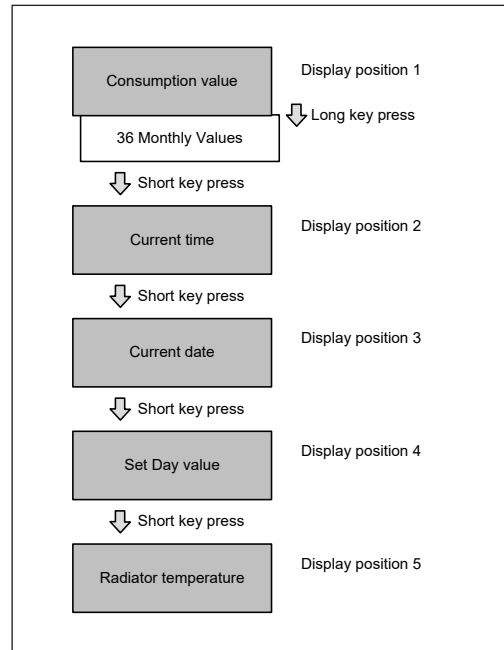 Consumption value
Display position 1
Long key press
36 Monthly Values
Short key press
Current time
Display position 2
Short key press
Current date
Display position 3
Short key press
Set Day value
Display position 4
Short key press
Radiator temperature
Display position 5